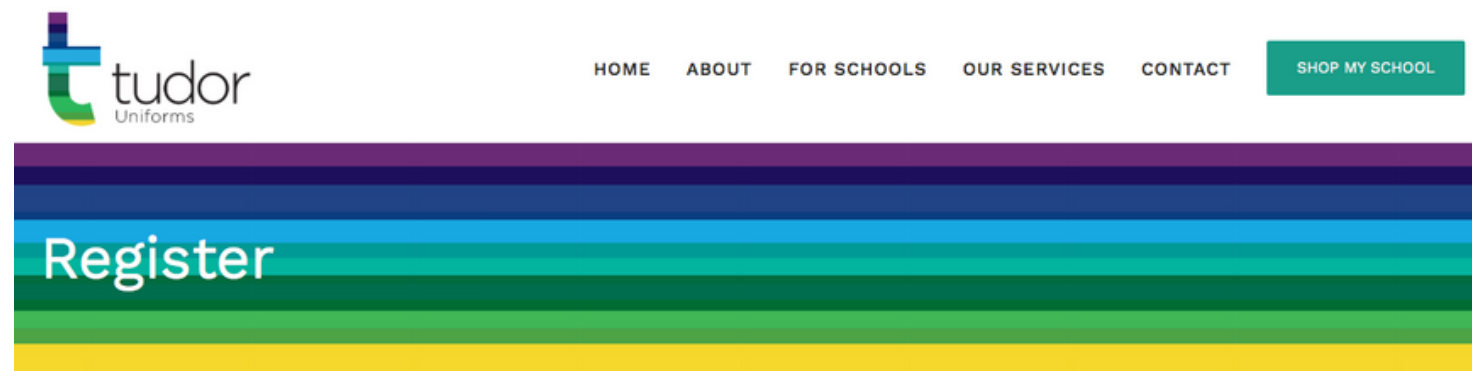 tudor
Uniforms
HOME ABOUT FOR SCHOOLS OUR SERVICES CONTACT SHOP MY SCHOOL
Register